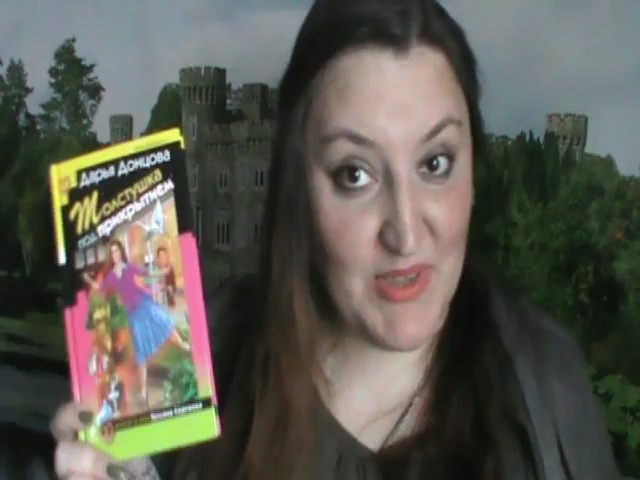 Дарья Донцова
Толстушка
под прикрытием